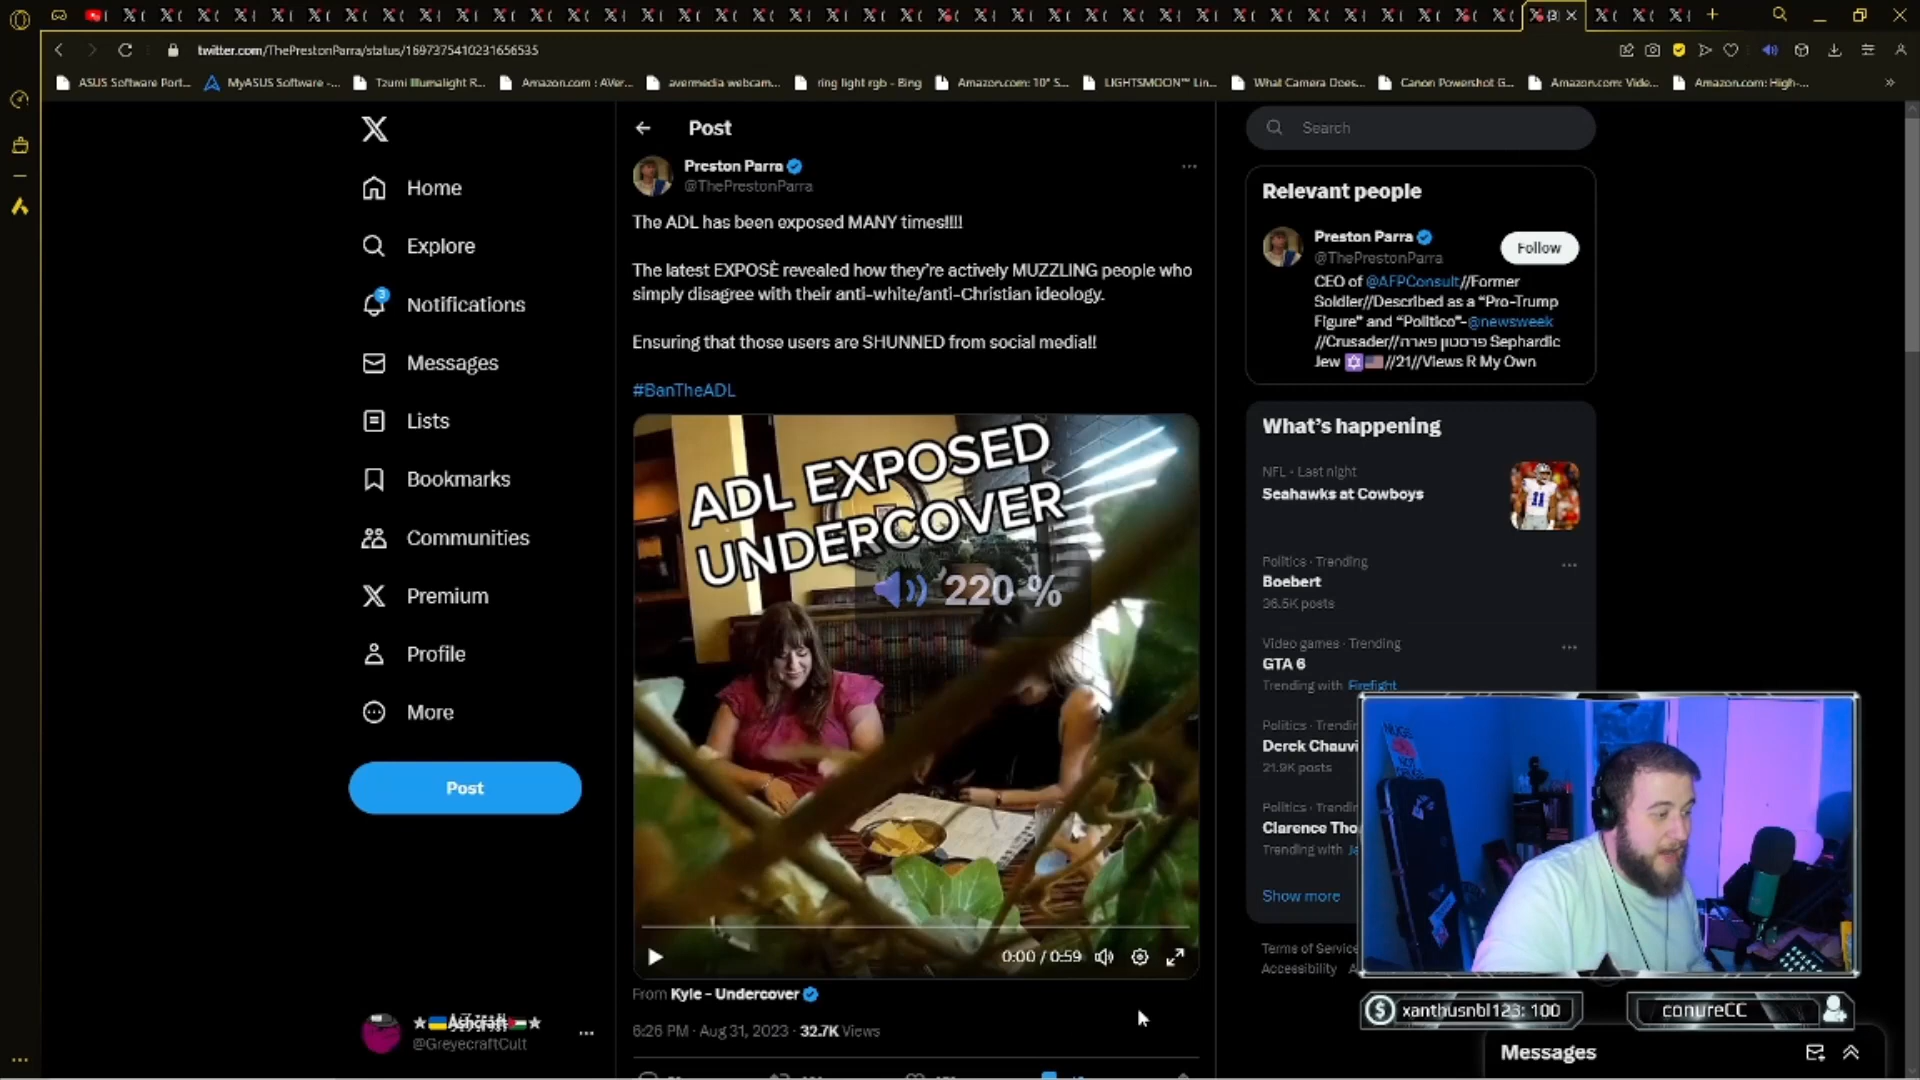 twitter.com/ThePrestonParra/status/1697375410231656535
ASUS Software Port...
MyASUS Software -...
Tzumi Illumalight R...
Amazon.com : AVer...
avermedia webcam...
ring light rgb - Bing
Amazon.com: 10" S...
LIGHTSMOON™ Lin...
What Camera Does...
Canon Powershot G...
Amazon.com: Vide...
Amazon.com: High-...
Home
Explore
3
Notifications
Messages
Lists
Bookmarks
Communities
Premium
Profile
More
Post
@GreyecraftCult
Post
Preston Parra
@ThePrestonParra
The ADL has been exposed MANY times!!!!
The latest EXPOSÈ revealed how they're actively MUZZLING people who
simply disagree with their anti-white/anti-Christian ideology.
Ensuring that those users are SHUNNED from social media!!
#BanTheADL
ADL EXPOSED
UNDERCOVER
220 %
0:00 / 0:59
From Kyle - Undercover
6:26 PM · Aug 31, 2023 · 32.7K Views
Search
Relevant people
Preston Parra
@ThePrestonParra
Follow
CEO of @AFPConsult//Former
Soldier//Described as a “Pro-Trump
Figure” and “Politico”-@newsweek
//Crusader//פרסטון פארה Sephardic
Jew //21//Views R My Own
What's happening
NFL · Last night
Seahawks at Cowboys
Politics · Trending
Boebert
36.5K posts
Video games · Trending
GTA 6
Trending with Firefight
Politics · Trendin
Derek Chauvi
21.9K posts
Politics · Trendin
Clarence Tho
Trending with Ja
Show more
Terms of Service
Accessibility A
xanthusnbl123: 100
conureCC
Messages